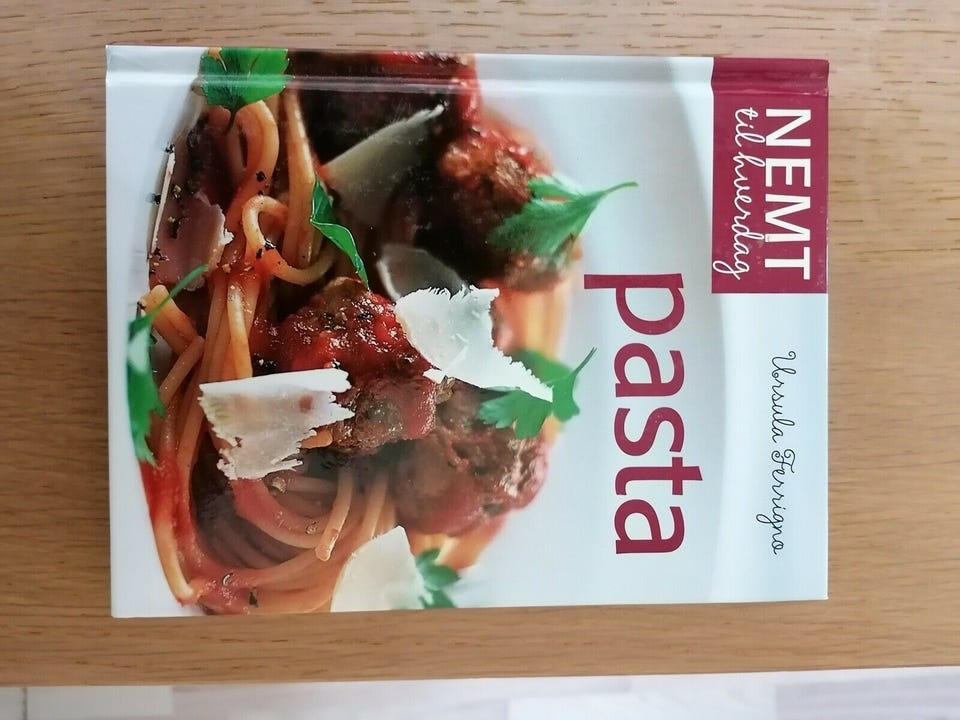 NEMT
til hverdag
Ursula Ferrigno
pasta